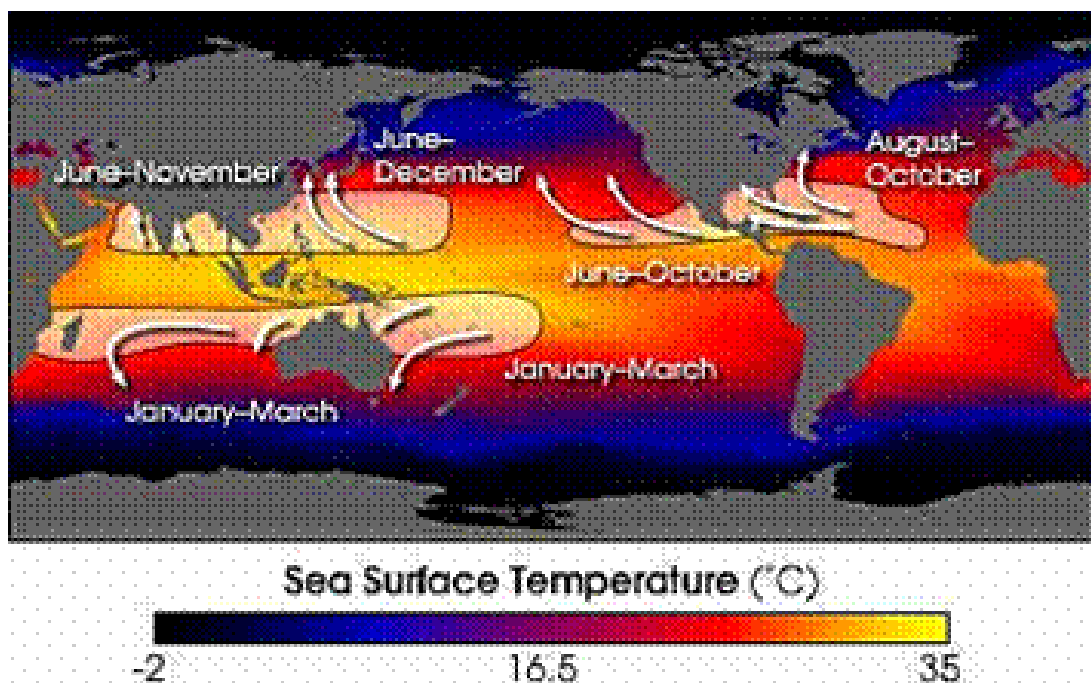 June–November
June–
December
August–
October
June–October
January–March
January–March
Sea Surface Temperature (°C)
-2
16.5
35